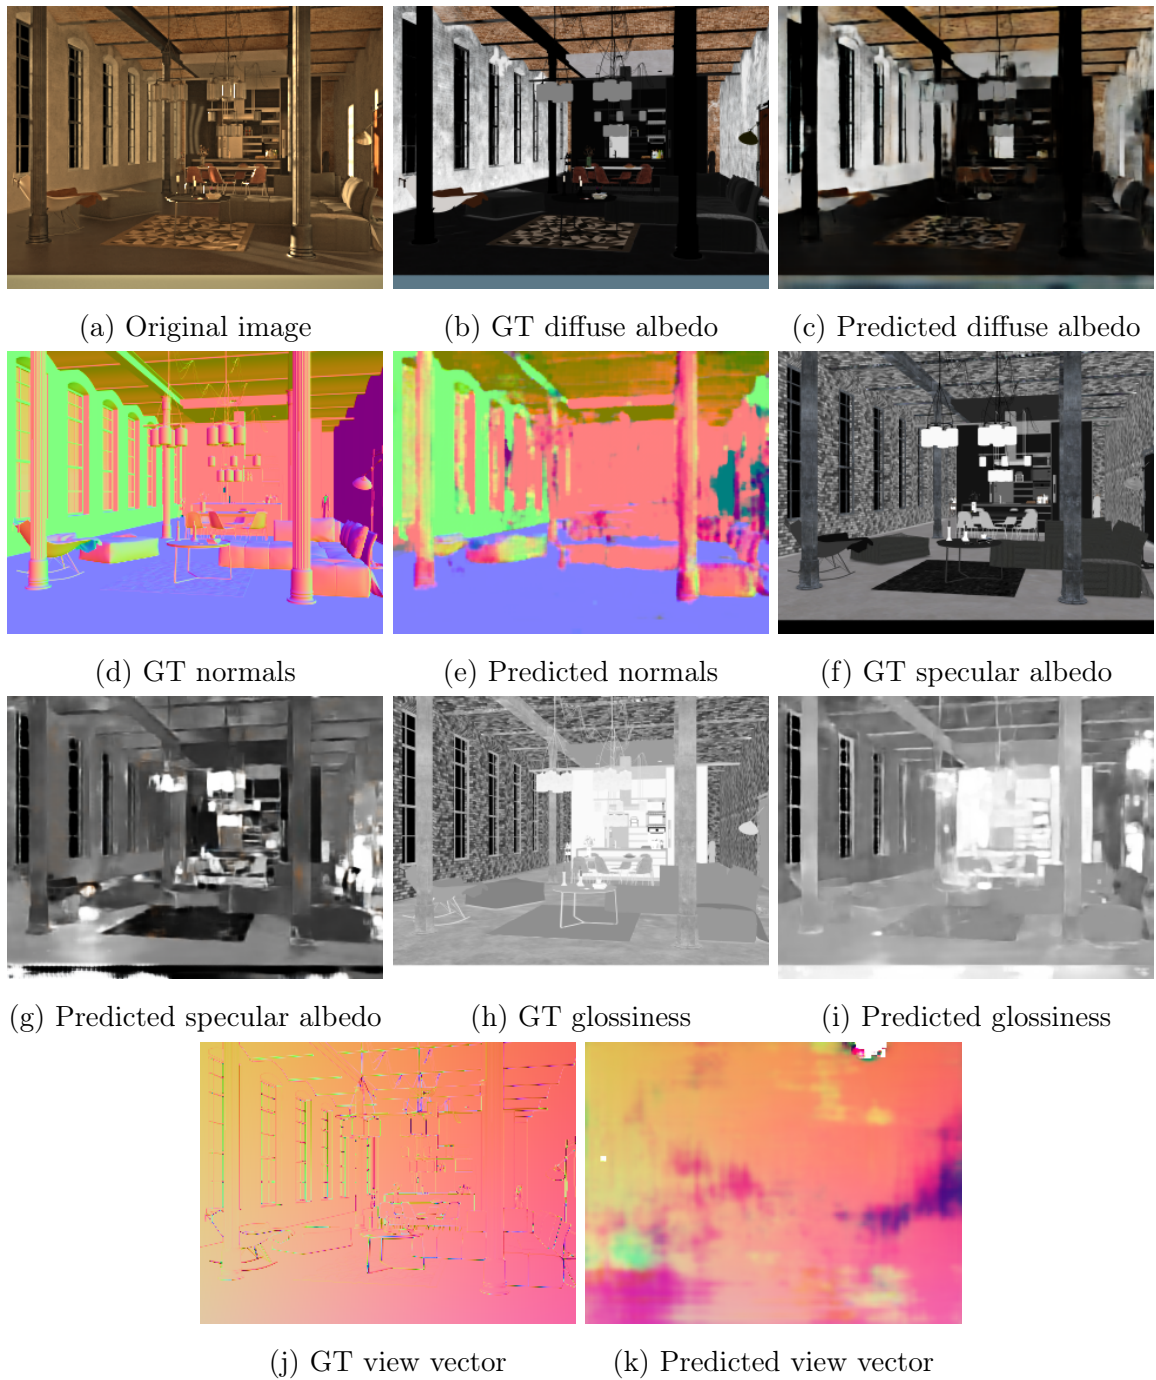 (a) Original image
(b) GT diffuse albedo
(c) Predicted diffuse albedo
(d) GT normals
(e) Predicted normals
(f) GT specular albedo
(g) Predicted specular albedo
(h) GT glossiness
(i) Predicted glossiness
(j) GT view vector
(k) Predicted view vector